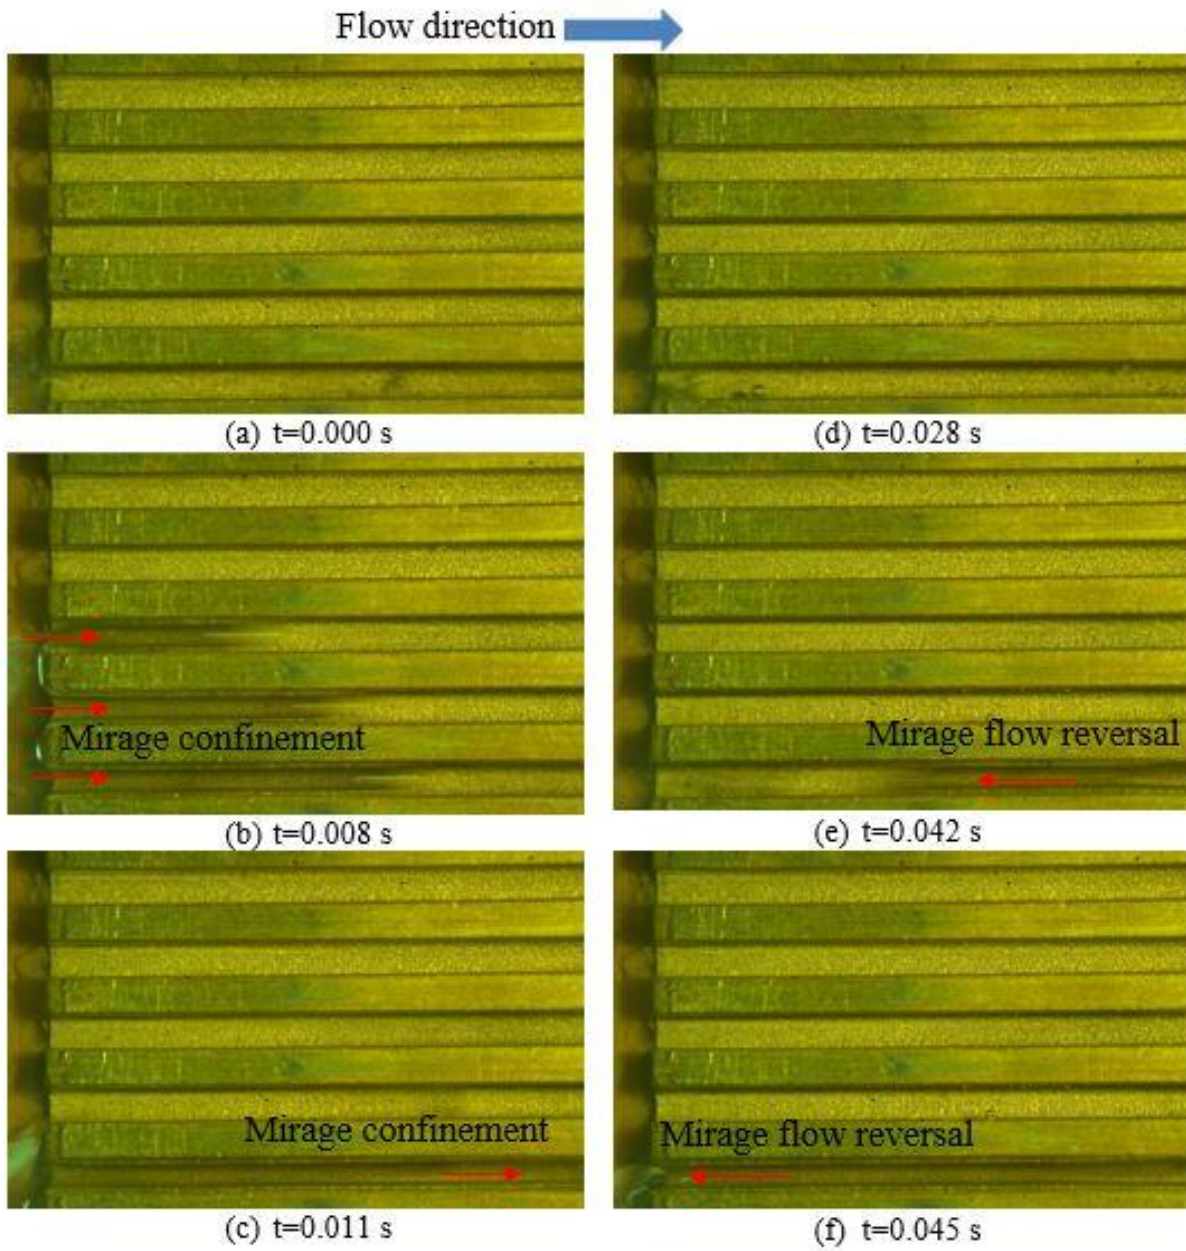 Flow direction
(a) t=0.000 s
(d) t=0.028 s
Mirage confinement
Mirage flow reversal
(b) t=0.008 s
(e) t=0.042 s
Mirage confinement
Mirage flow reversal
(c) t=0.011 s
(f) t=0.045 s